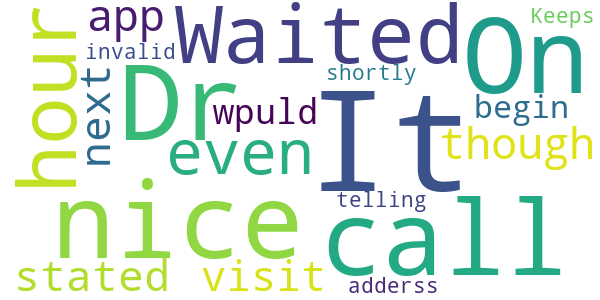 app Waited On Keeps
invalid
hour Dr shortly
next wpuld It begin
even though
nice telling call
stated visit adderss